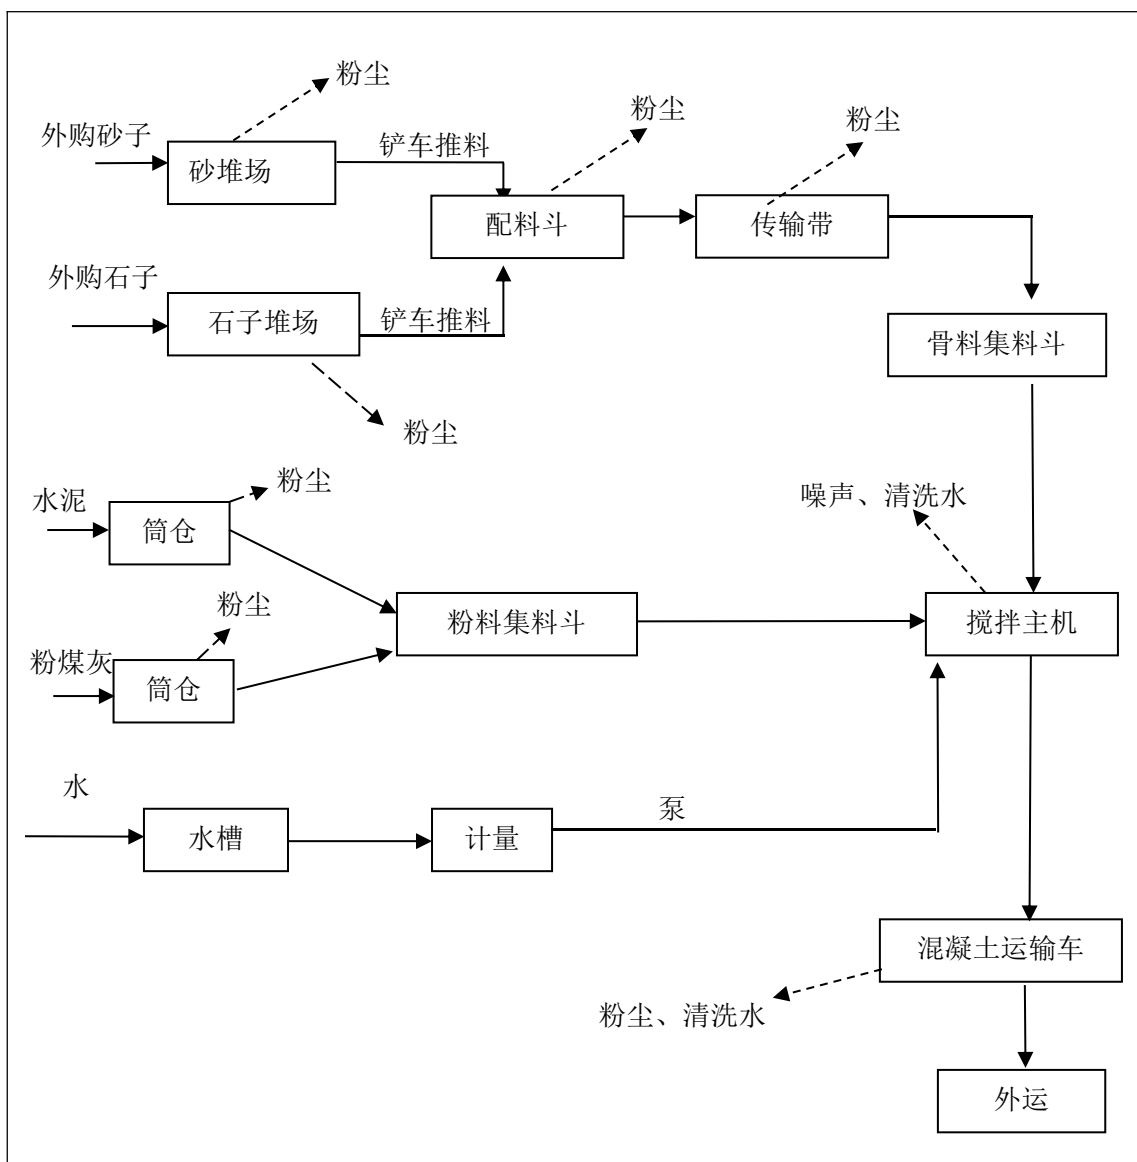 粉尘
粉尘
粉尘
外购砂子
铲车推料
砂堆场
配料斗
传输带
外购石子
石子堆场
铲车推料
骨料集料斗
粉尘
粉尘
水泥
噪声、清洗水
筒仓
粉尘
粉料集料斗
搅拌主机
粉煤灰
筒仓
水
泵
水槽
计量
混凝土运输车
粉尘、清洗水
外运